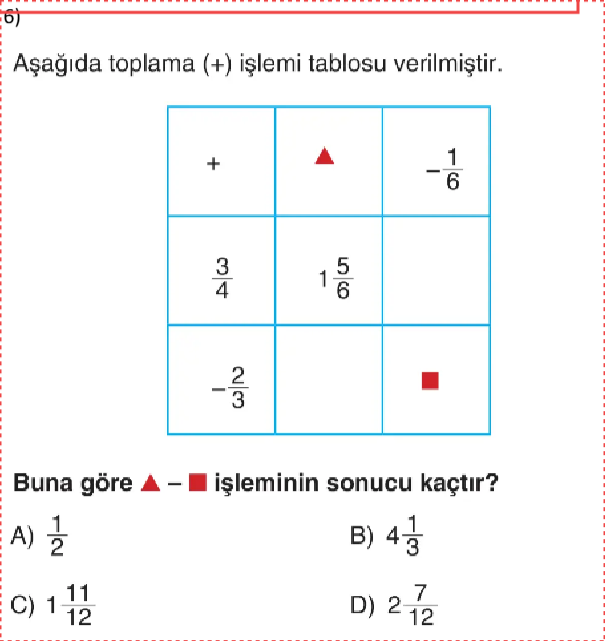 6)
Aşağıda toplama (+) işlemi tablosu verilmiştir.
+ ▲ -1/6
3/4 1 5/6
-2/3 ■
Buna göre ▲ – ■ işleminin sonucu kaçtır?
A) 1/2 B) 4 1/3
C) 1 11/12 D) 2 7/12